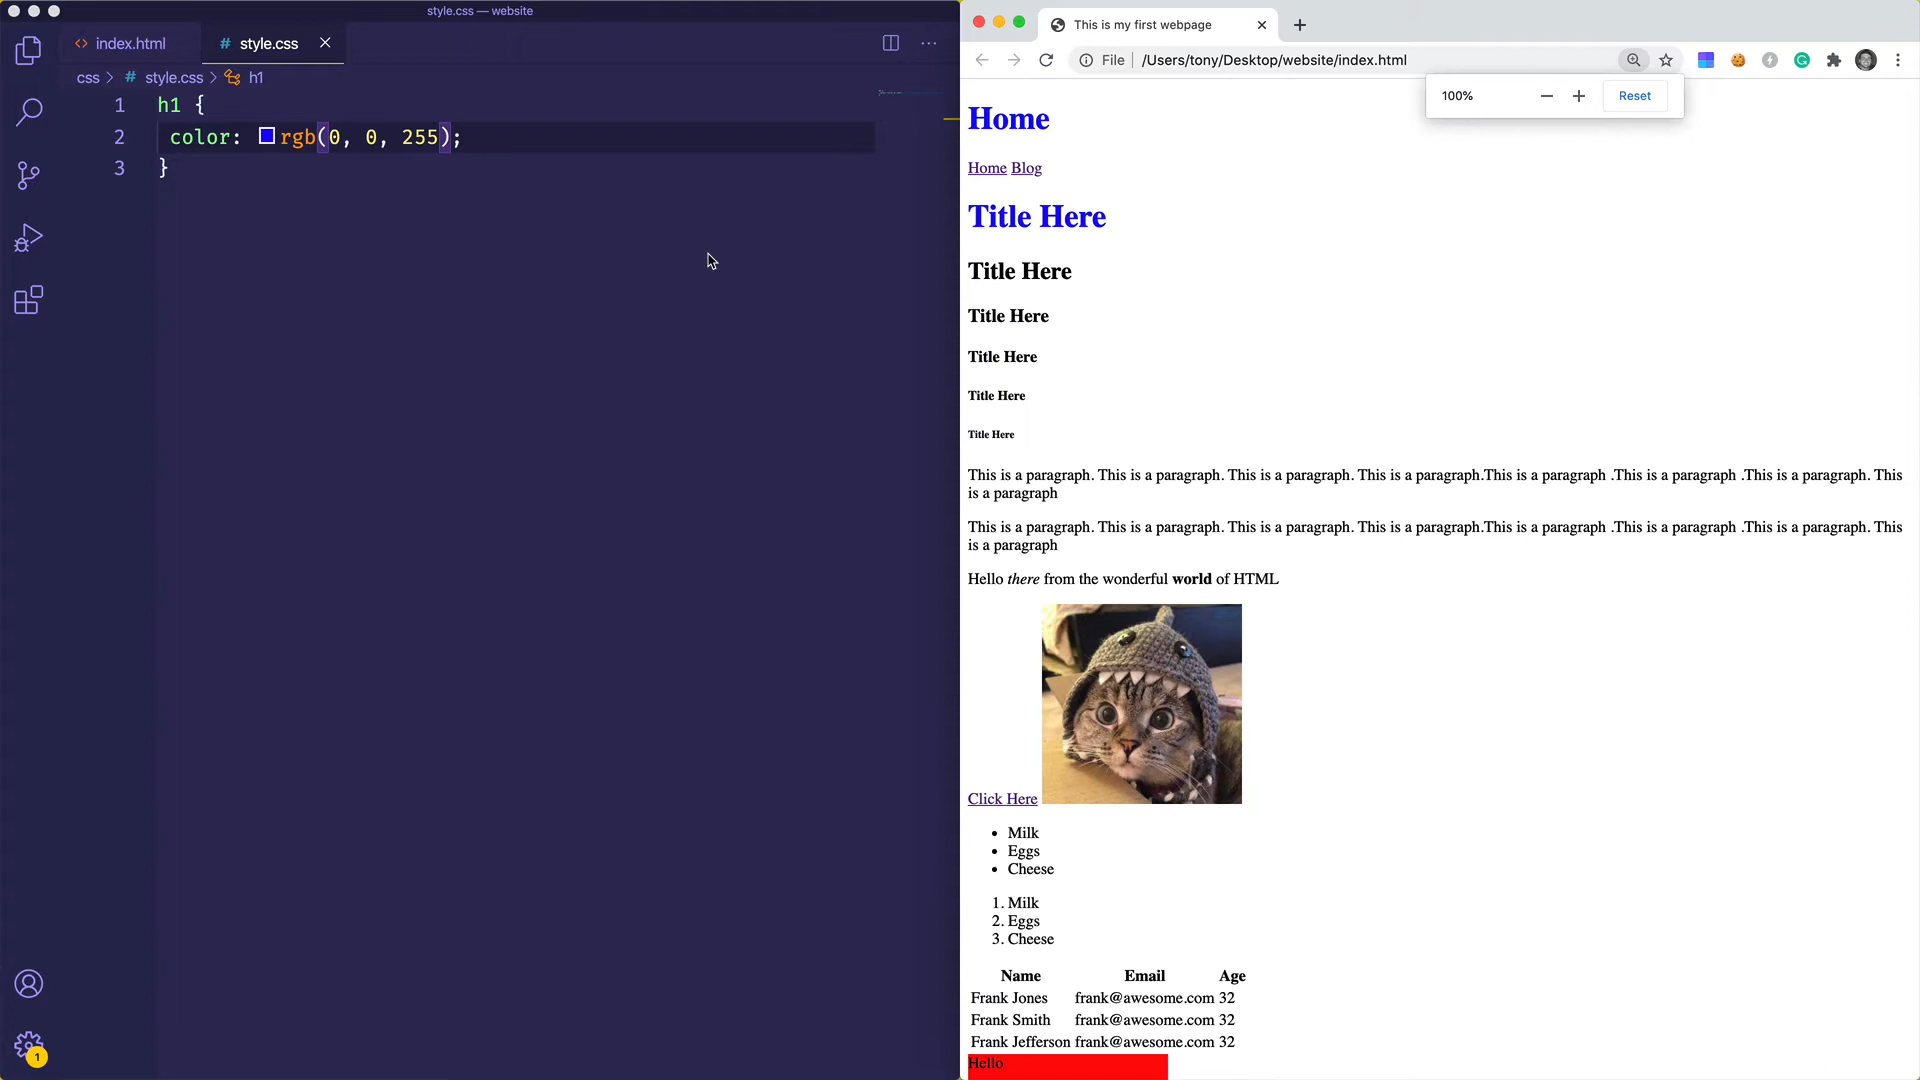 style.css — website
index.html
# style.css
css > # style.css > h1
1 h1 {
2 color: rgb(0, 0, 255);
3 }
1
This is my first webpage
File /Users/tony/Desktop/website/index.html
100% − + Reset
Home
Home Blog
Title Here
Title Here
Title Here
Title Here
Title Here
Title Here
This is a paragraph. This is a paragraph. This is a paragraph. This is a paragraph.This is a paragraph .This is a paragraph .This is a paragraph. This
is a paragraph
This is a paragraph. This is a paragraph. This is a paragraph. This is a paragraph.This is a paragraph .This is a paragraph .This is a paragraph. This
is a paragraph
Hello there from the wonderful world of HTML
Click Here
• Milk
• Eggs
• Cheese
1. Milk
2. Eggs
3. Cheese
Name Email Age
Frank Jones frank@awesome.com 32
Frank Smith frank@awesome.com 32
Frank Jefferson frank@awesome.com 32
Hello